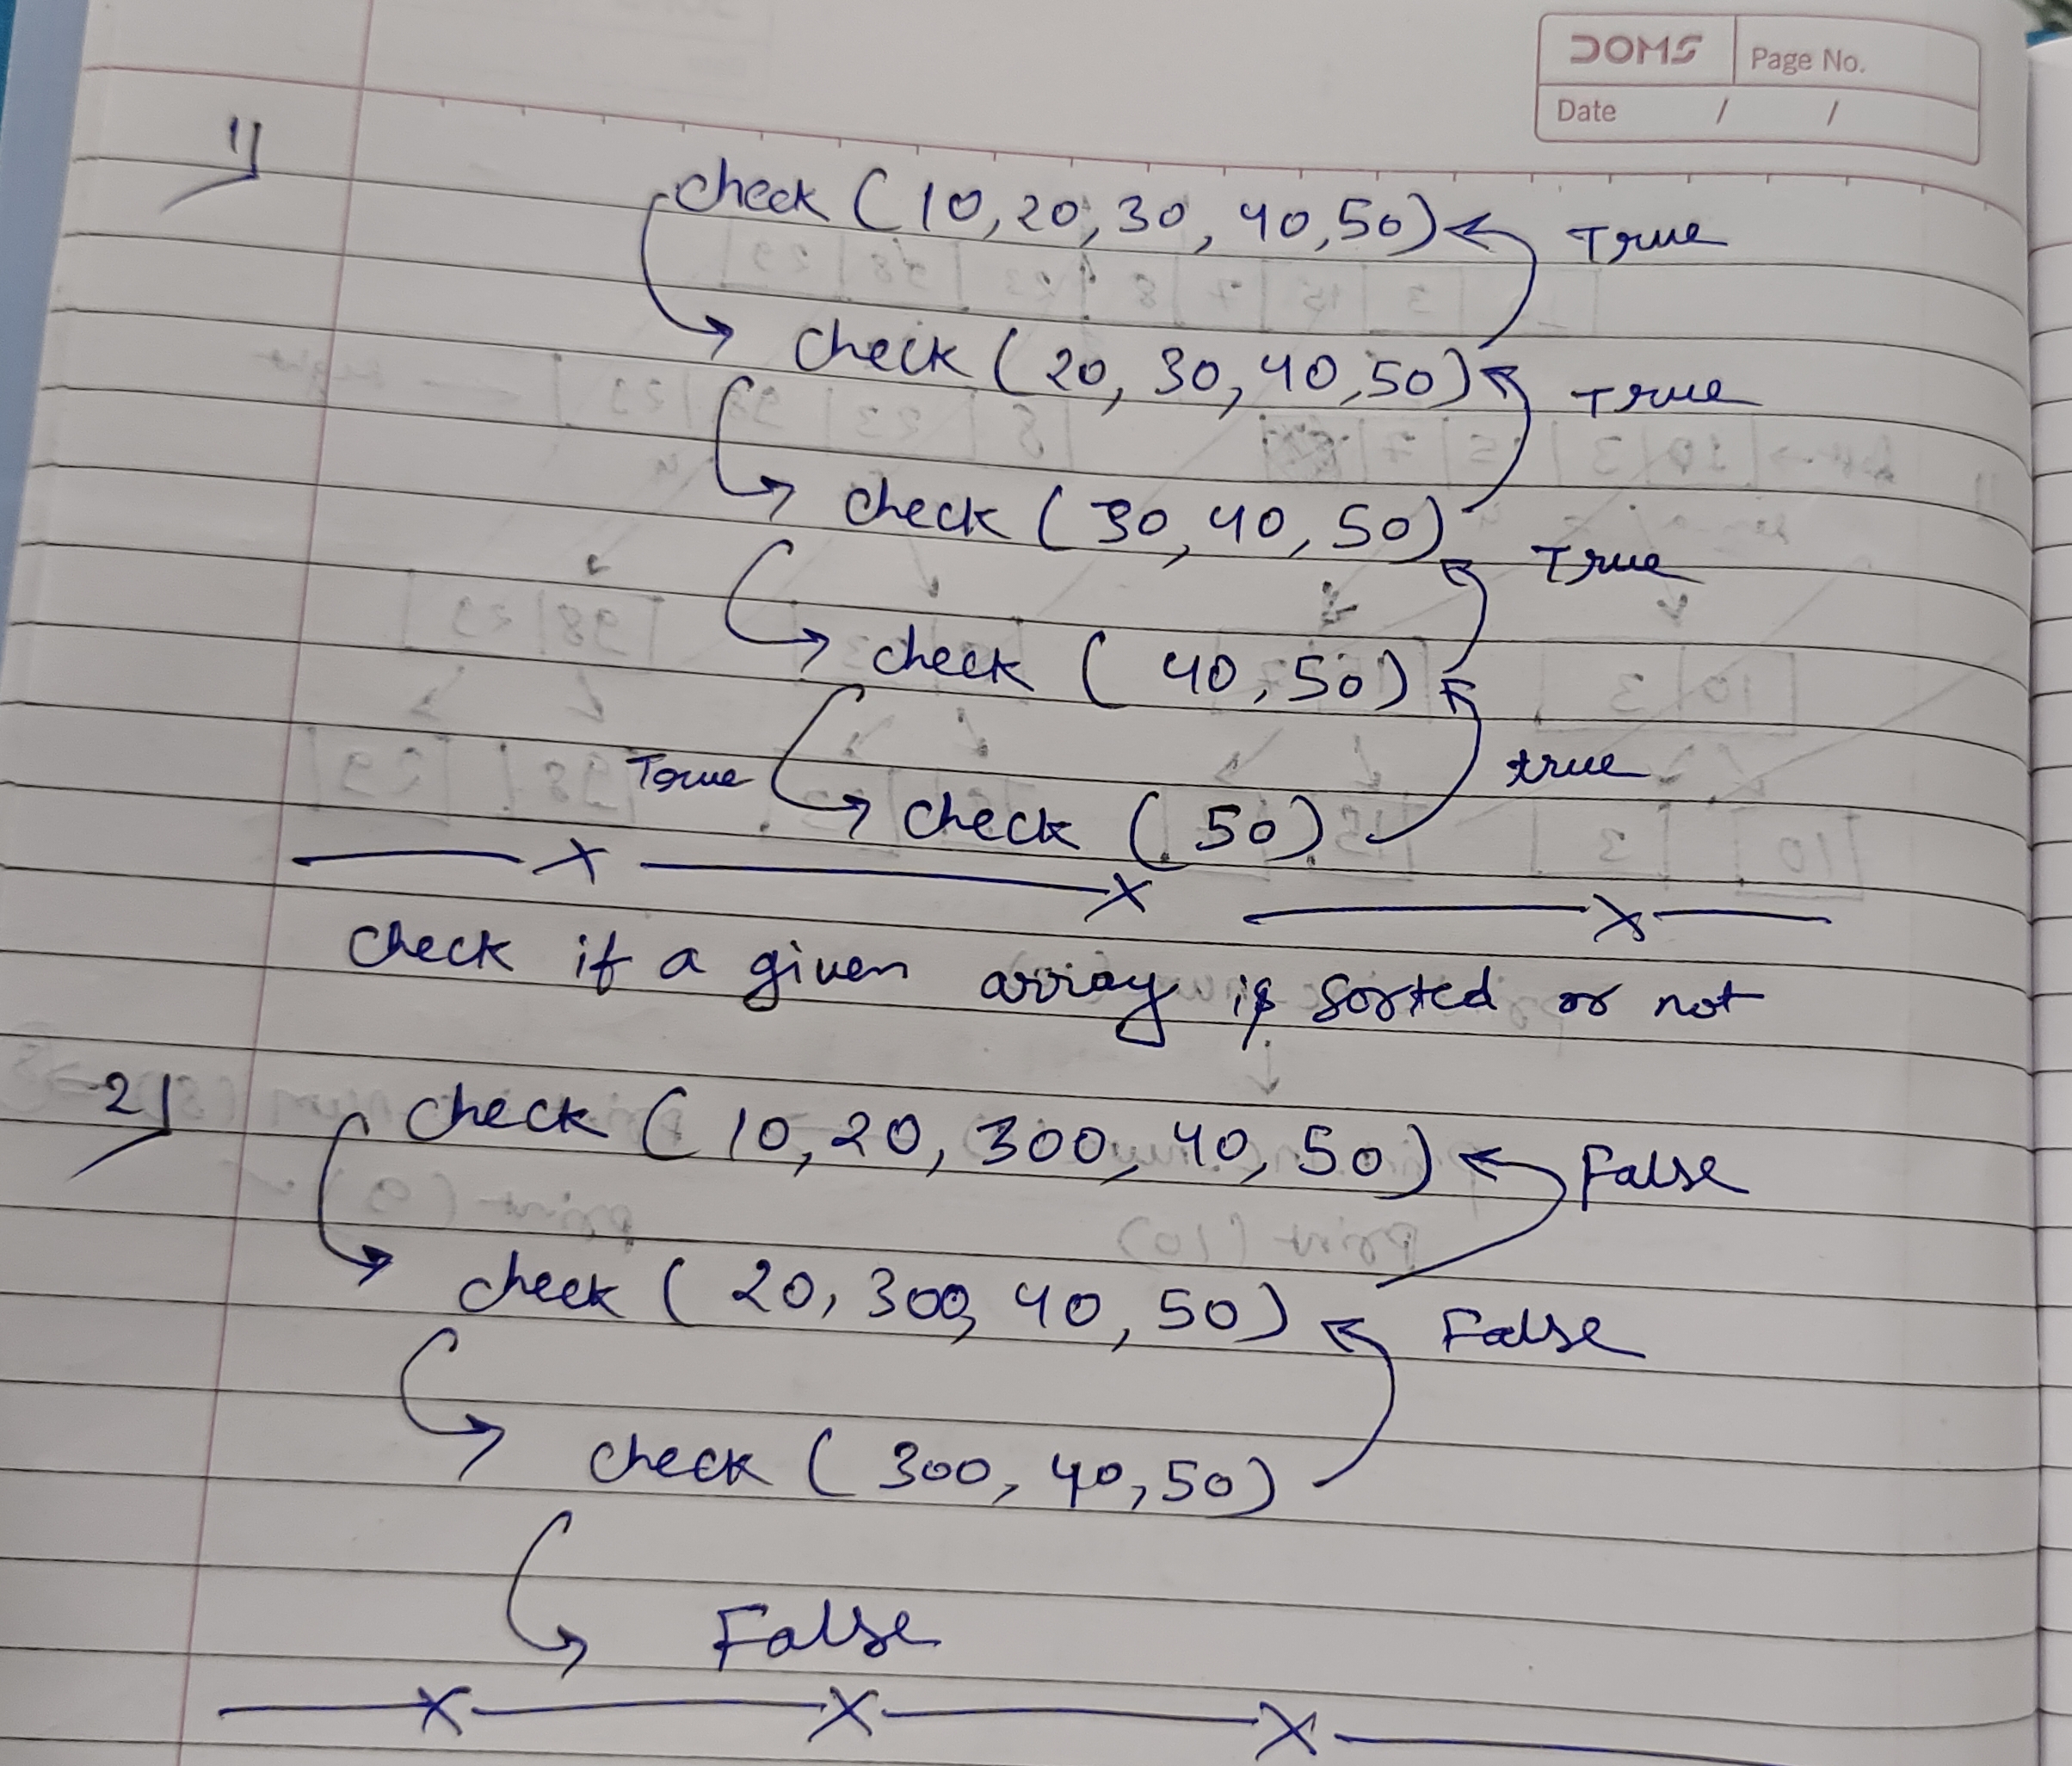 DOMS Page No.
Date / /
1)
check (10,20,30,40,50) True
check (20, 30, 40,50) True
check (30,40,50) True
check (40,50)
True true
check (50)
check if a given array is sorted or not
2) check (10,20,300,40,50) False
check (20,300,40,50) False
check (300,40,50)
False